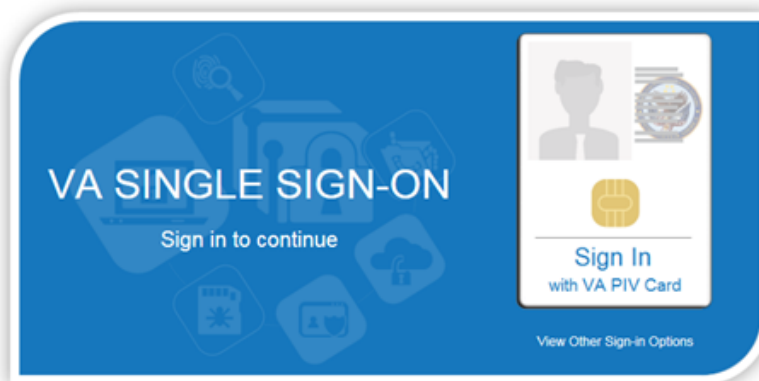 VA SINGLE SIGN-ON
Sign in to continue
Sign In
with VA PIV Card
View Other Sign-in Options